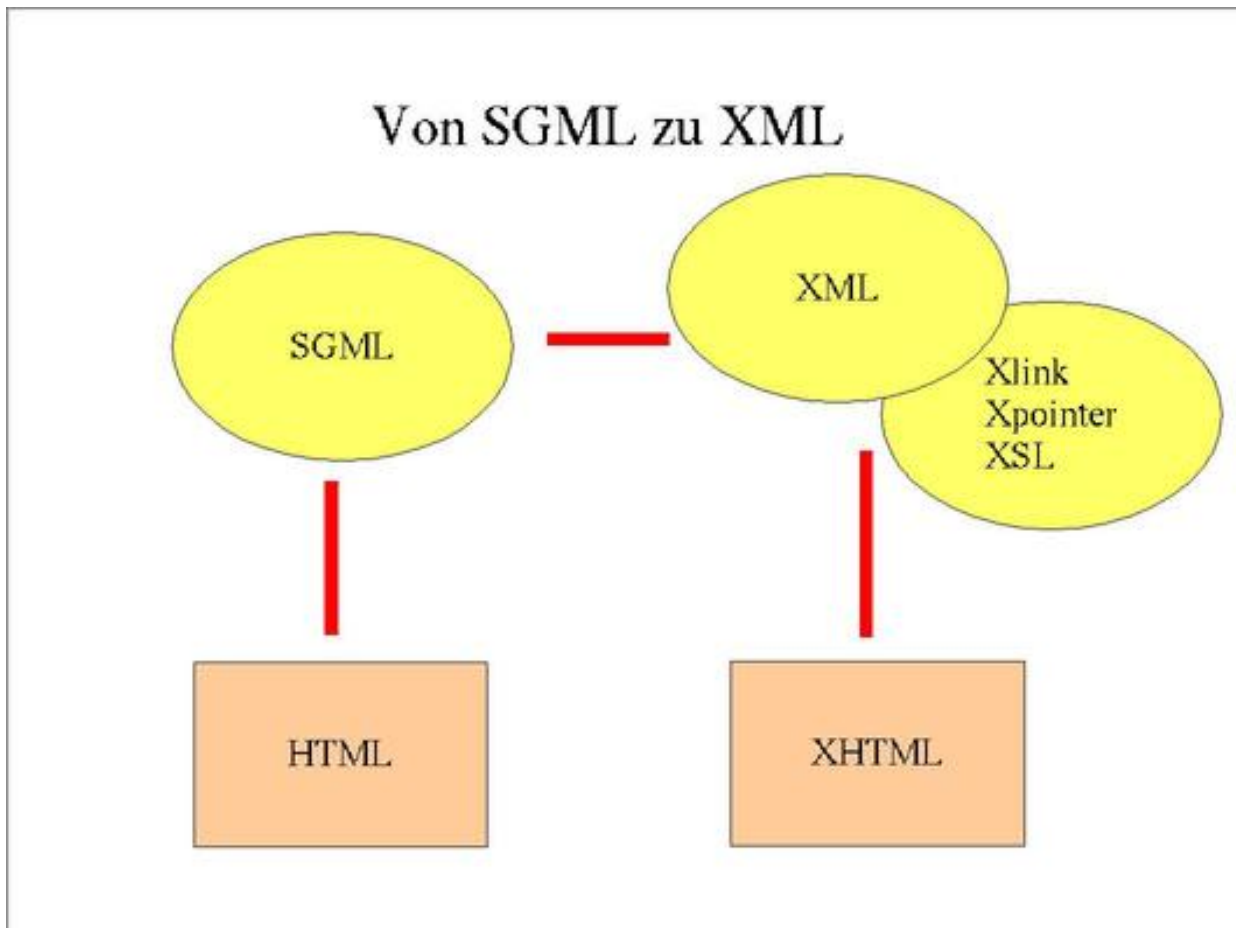 Von SGML zu XML
SGML
XML
Xlink
Xpointer
XSL
HTML
XHTML